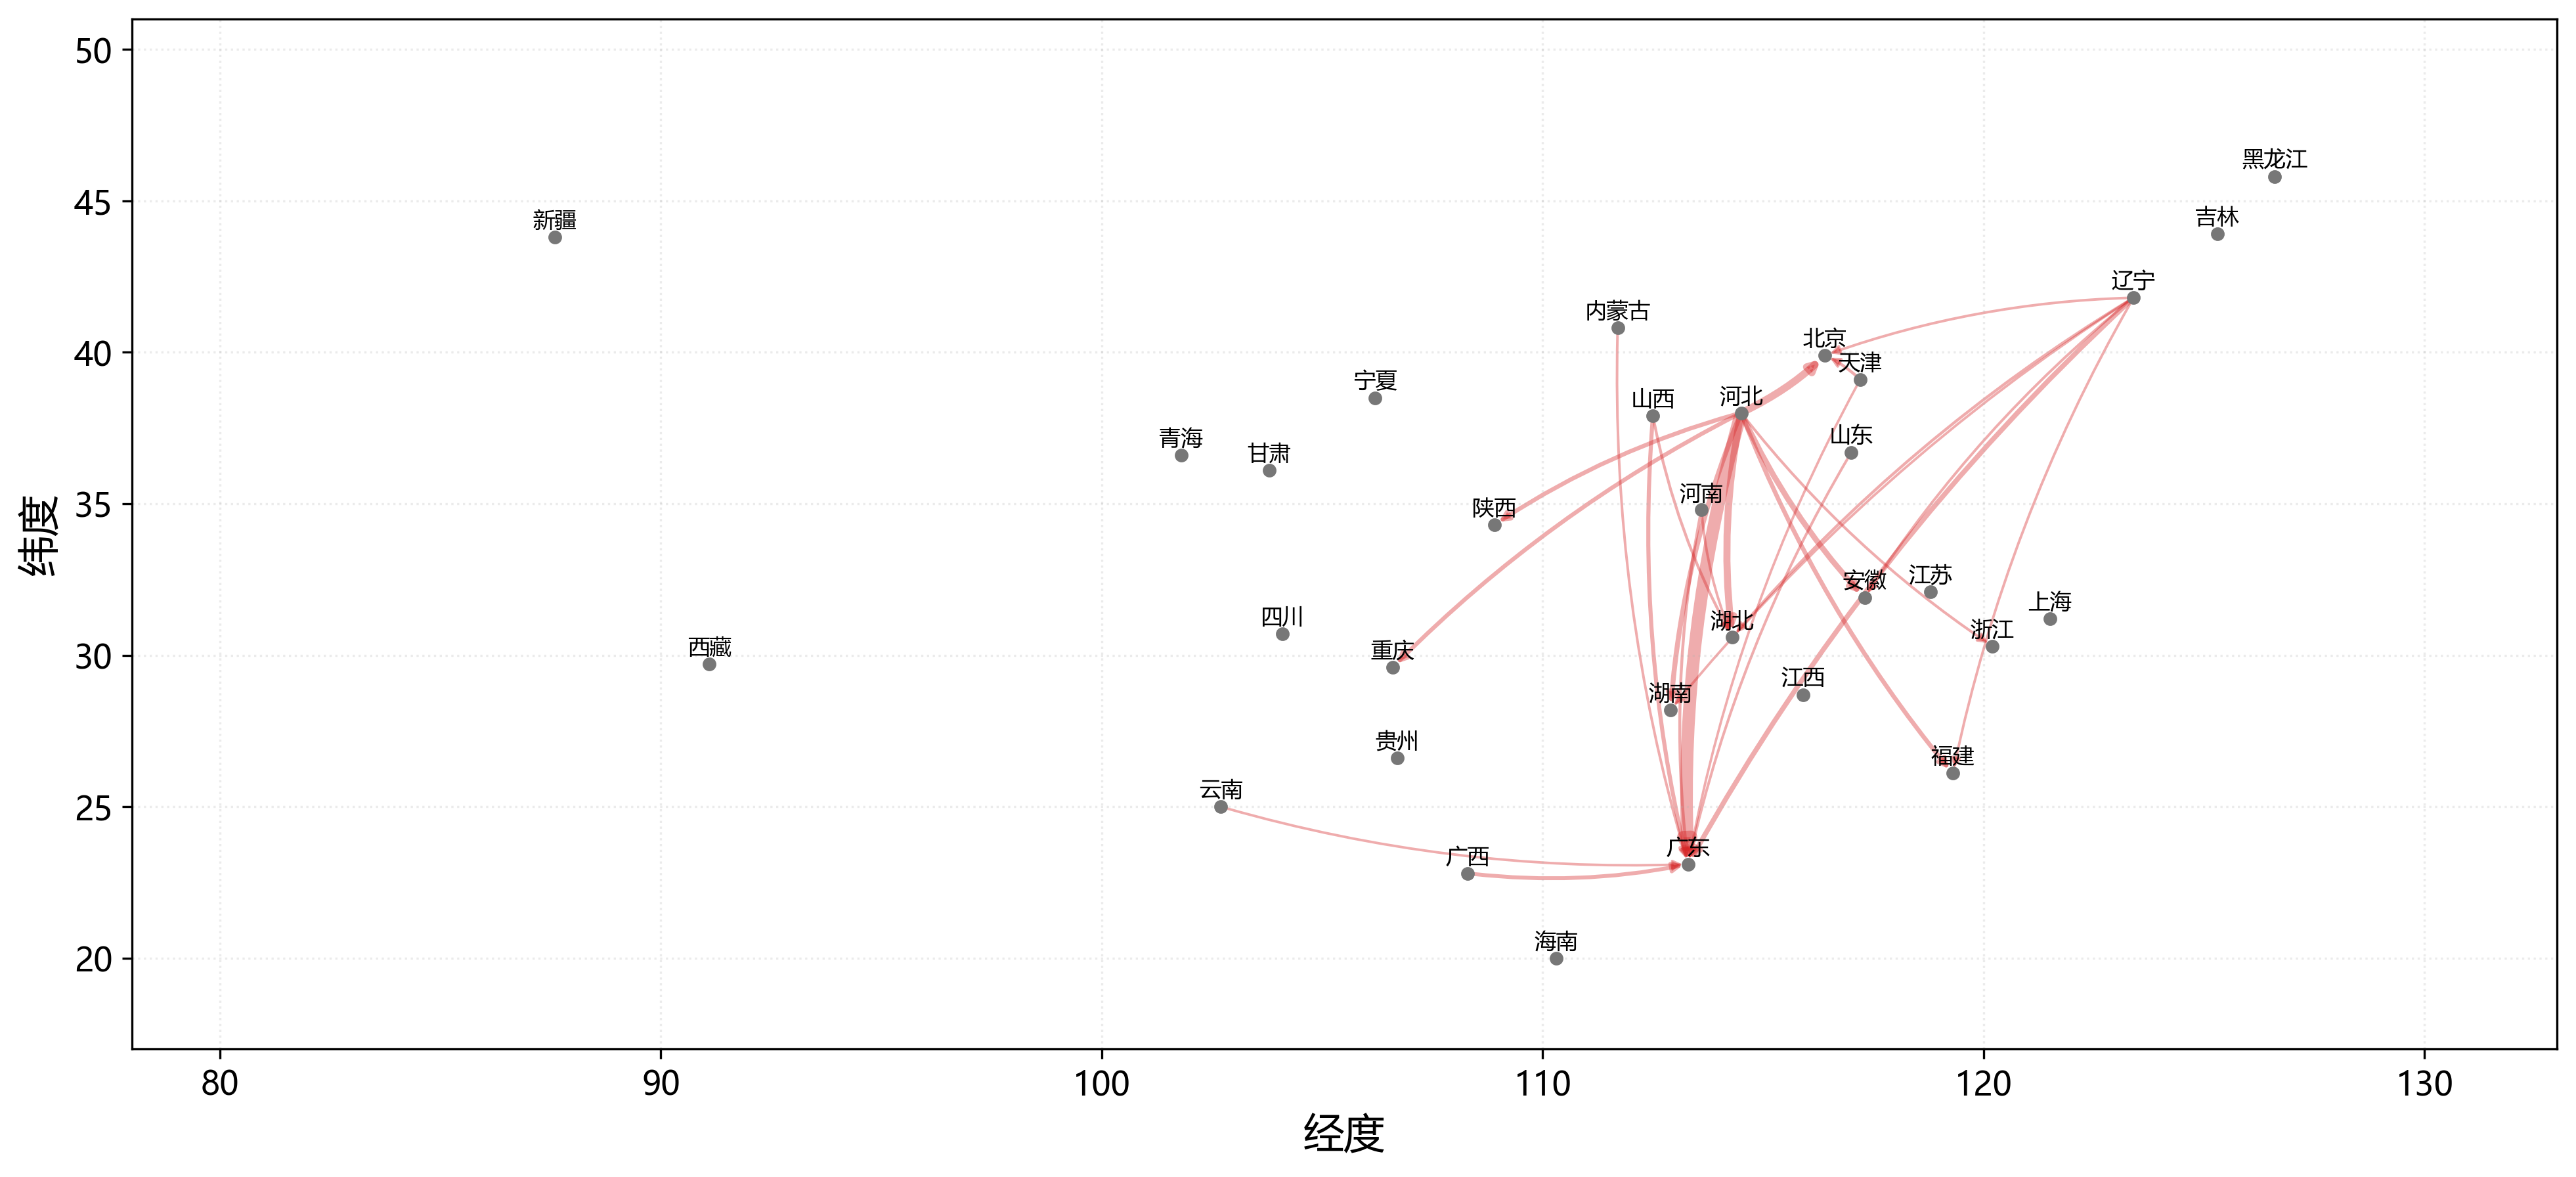 50
45
40
35
30
25
20
纬度
黑龙江
吉林
新疆
辽宁
内蒙古
北京
天津
宁夏
山西
河北
青海
甘肃
山东
陕西
河南
安徽
江苏
四川
湖北
上海
西藏
重庆
浙江
湖南
江西
贵州
福建
云南
广西
广东
海南
80
90
100
110
120
130
经度